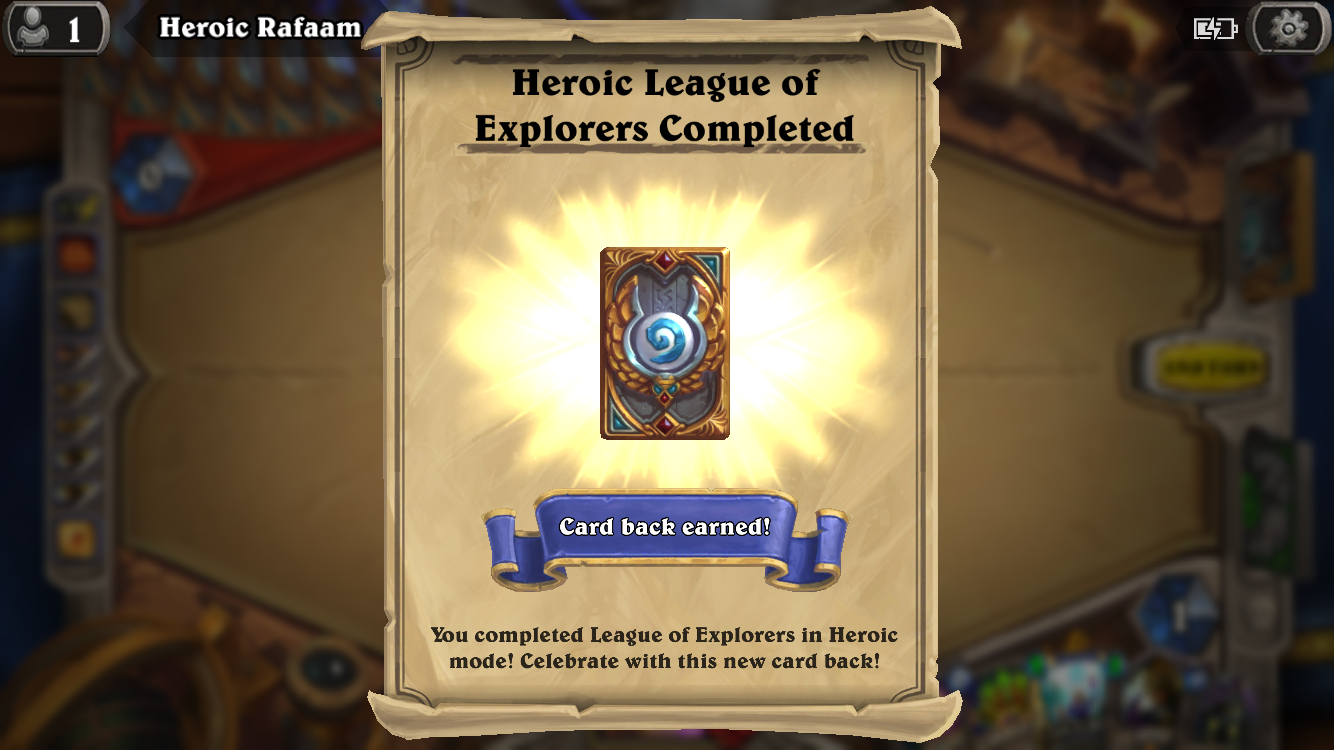 1
Heroic Rafaam
Heroic League of
Explorers Completed
Card back earned!
You completed League of Explorers in Heroic
mode! Celebrate with this new card back!